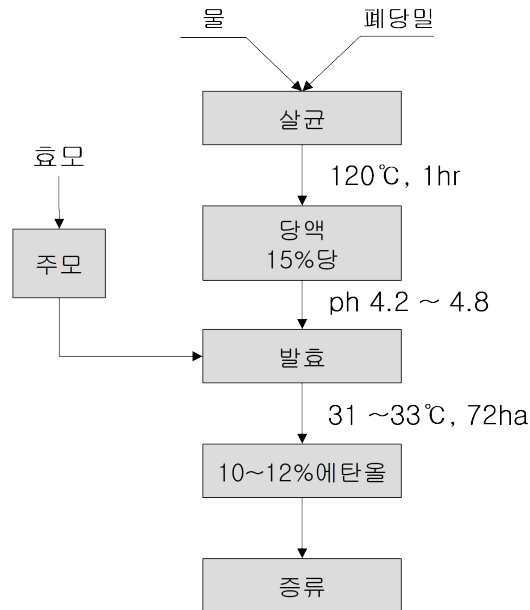 물
폐당밀
살균
120℃, 1hr
효모
주모
당액
15%당
ph 4.2 ~ 4.8
발효
31 ~33℃, 72ha
10~12%에탄올
증류